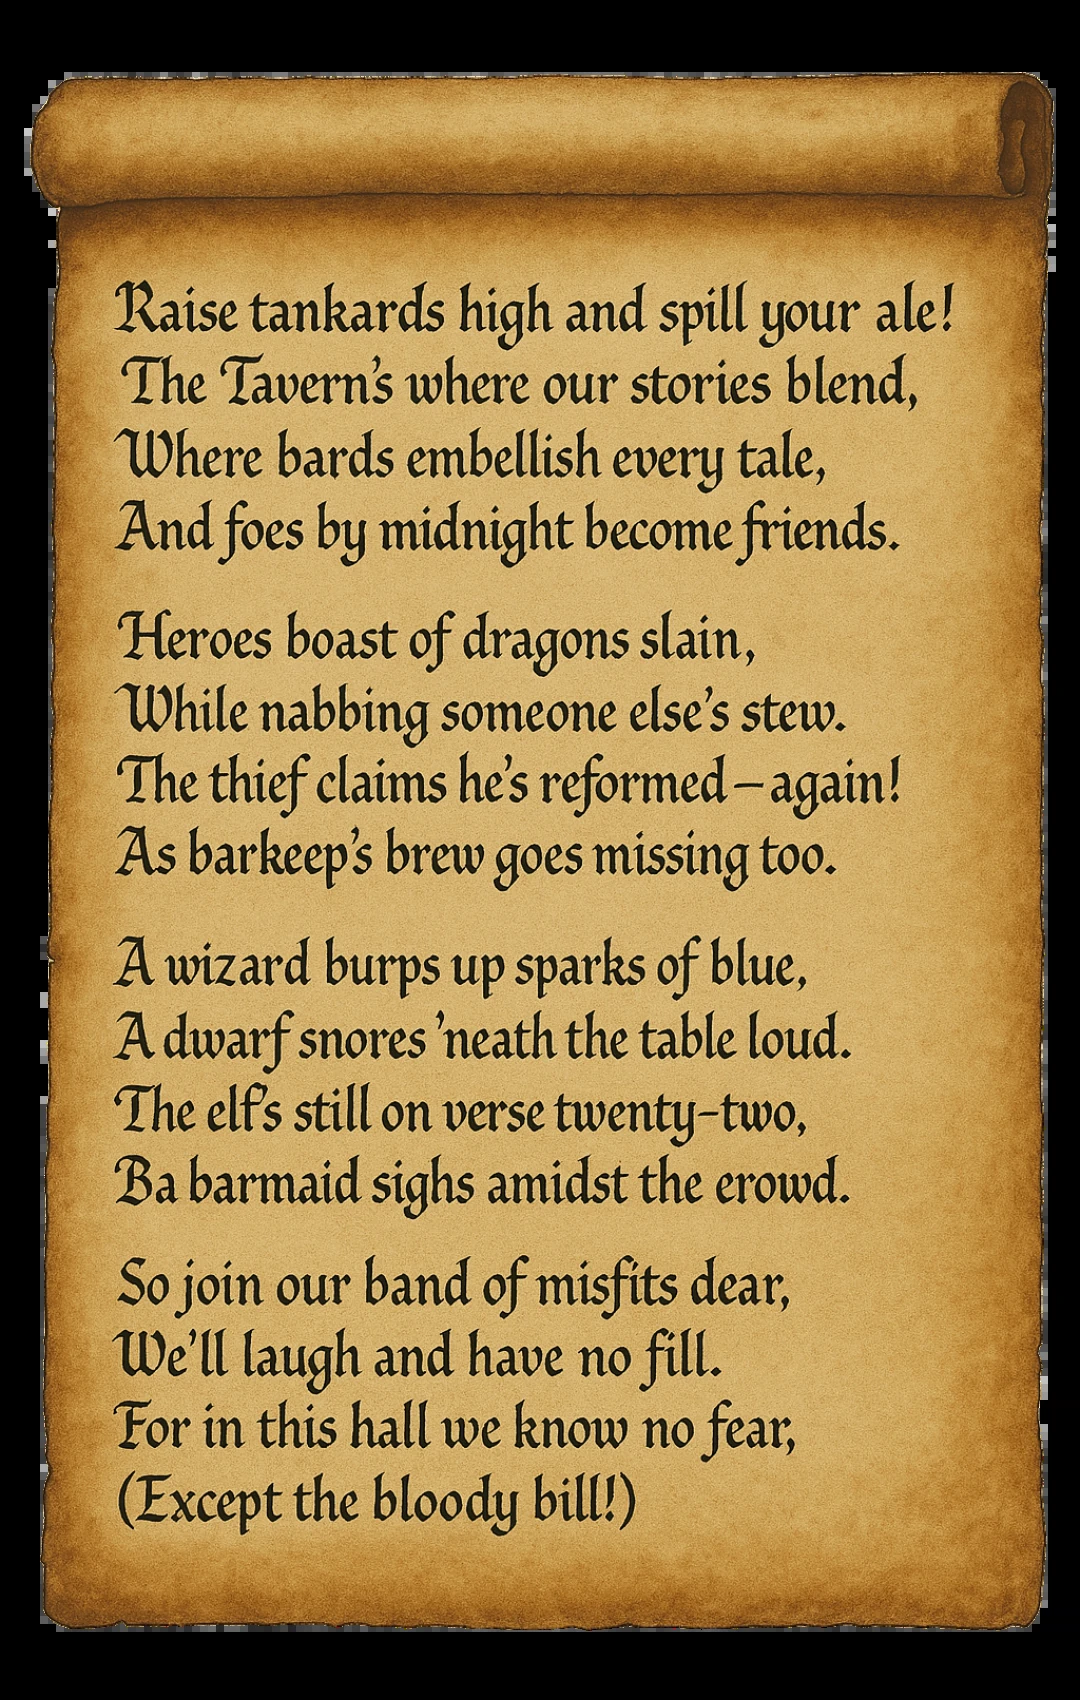 Raise tankards high and spill your ale!
The Tavern's where our stories blend,
Where bards embellish every tale,
And foes by midnight become friends.
Heroes boast of dragons slain,
While nabbing someone else's stew.
The thief claims he's reformed—again!
As barkeep's brew goes missing too.
A wizard burps up sparks of blue,
A dwarf snores 'neath the table loud.
The elf's still on verse twenty-two,
Ba barmaid sighs amidst the erowd.
So join our band of misfits dear,
We'll laugh and have no fill.
For in this hall we know no fear,
(Except the bloody bill!)